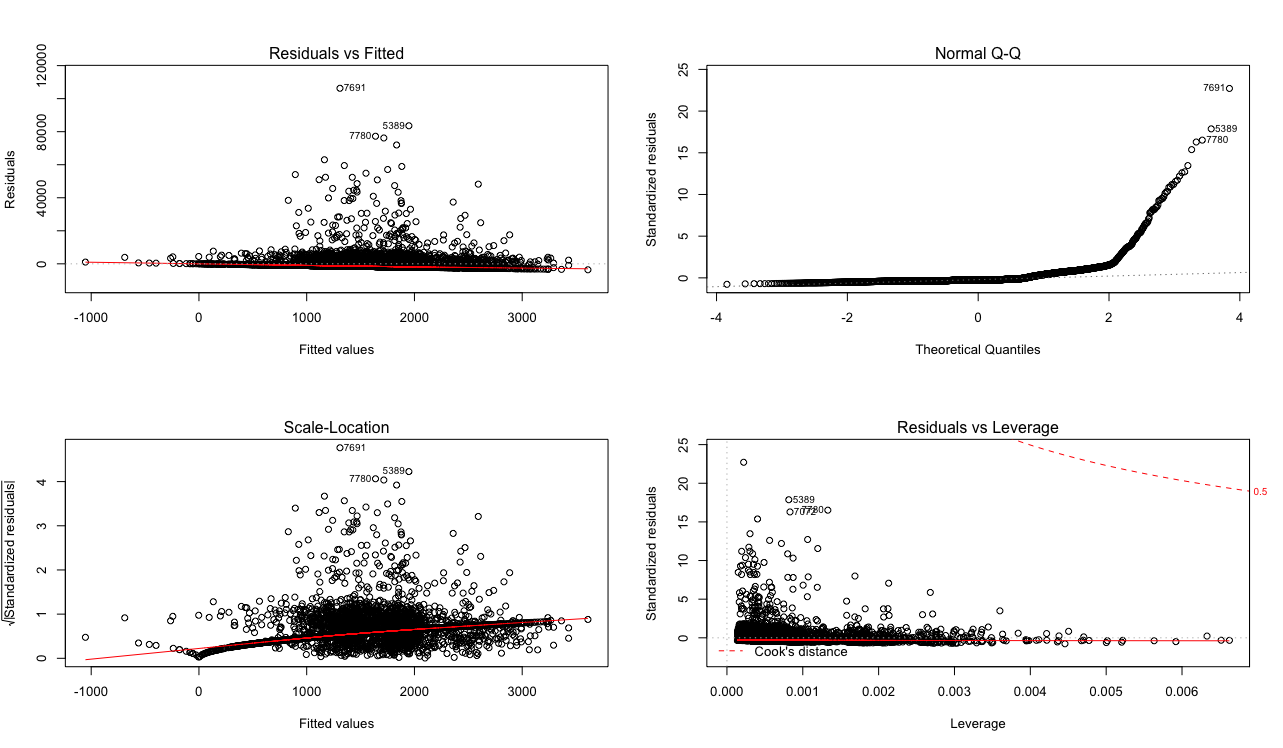 Residuals vs Fitted
Residuals
0 40000 80000 120000
7691
5389
7780
-1000 0 1000 2000 3000
Fitted values
Normal Q-Q
Standardized residuals
0 5 10 15 20 25
7691
5389
7780
-4 -2 0 2 4
Theoretical Quantiles
Scale-Location
√|Standardized residuals|
0 1 2 3 4
7691
5389
7780
-1000 0 1000 2000 3000
Fitted values
Residuals vs Leverage
Standardized residuals
0 5 10 15 20 25
5389
7072
7780
0.5
Cook's distance
0.000 0.001 0.002 0.003 0.004 0.005 0.006
Leverage